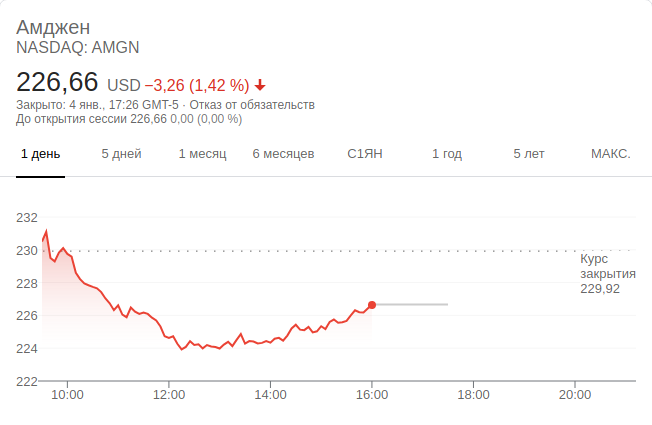 Амджен
NASDAQ: AMGN
226,66 USD −3,26 (1,42 %)
Закрыто: 4 янв., 17:26 GMT-5 · Отказ от обязательств
До открытия сессии 226,66 0,00 (0,00 %)
1 день 5 дней 1 месяц 6 месяцев С1ЯН 1 год 5 лет МАКС.
232
230
Курс
закрытия
229,92
228
226
224
222
10:00 12:00 14:00 16:00 18:00 20:00